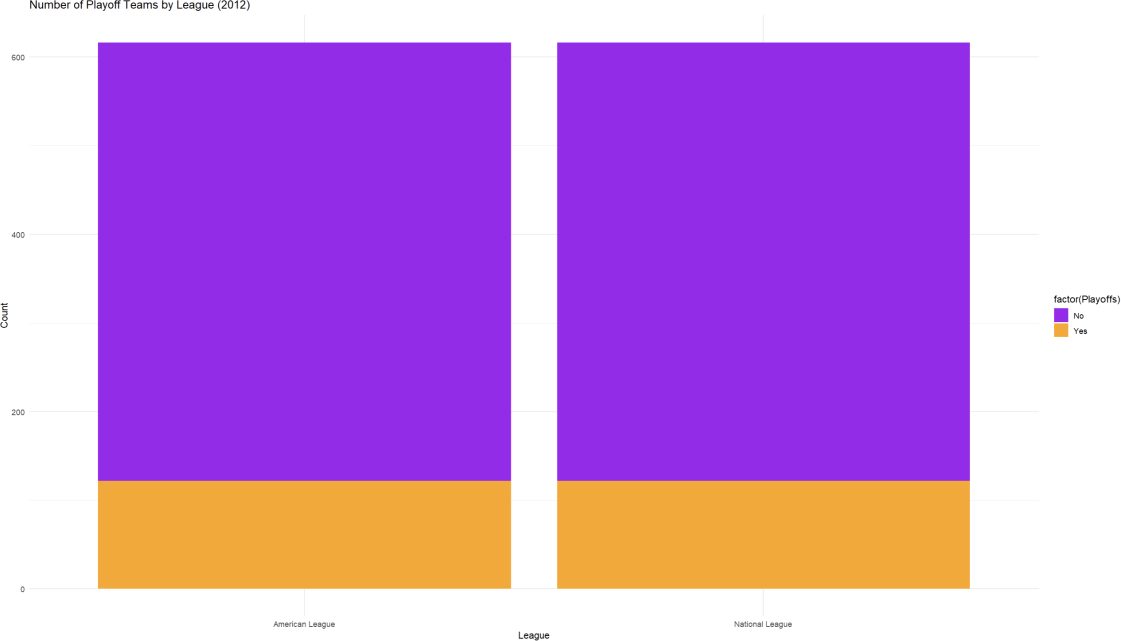 Number of Playoff Teams by League (2012)
600
400
200
0
Count
American League
National League
League
factor(Playoffs)
No
Yes